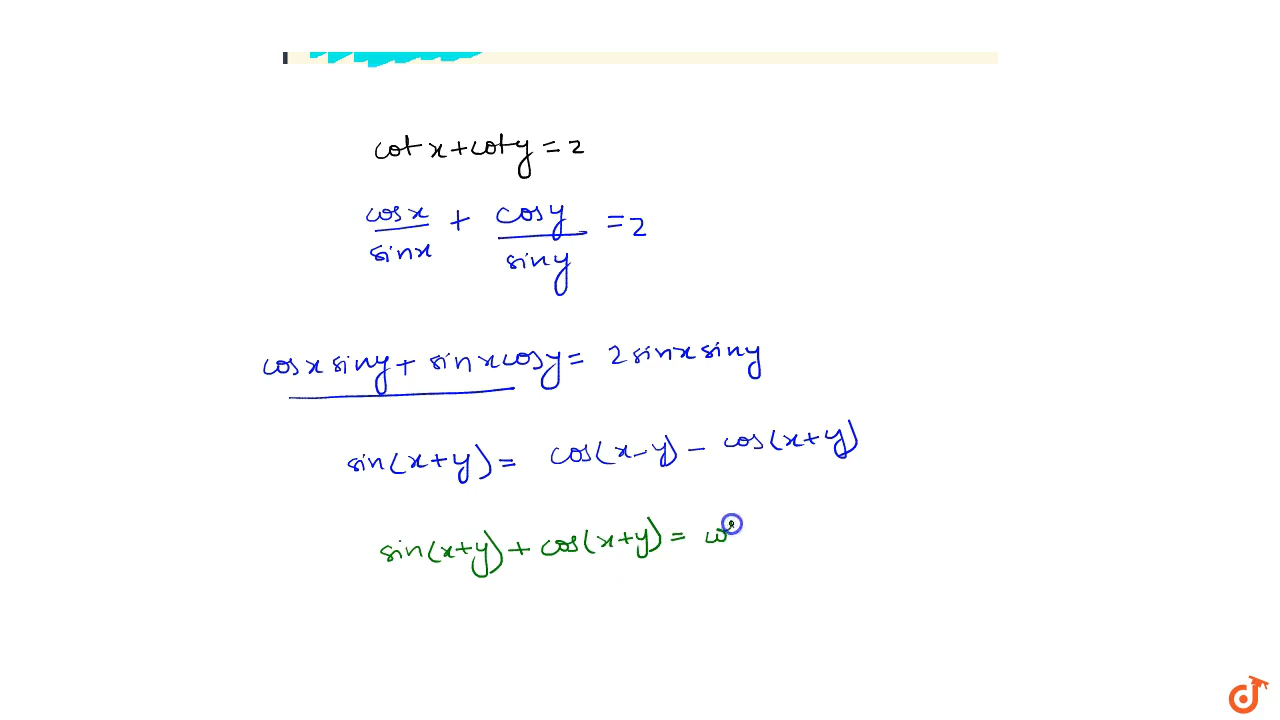 cot x + cot y = 2
cos x / sin x + cos y / sin y = 2
cos x sin y + sin x cos y = 2 sin x sin y
sin(x+y) = cos(x-y) - cos(x+y)
sin(x+y) + cos(x+y) = co